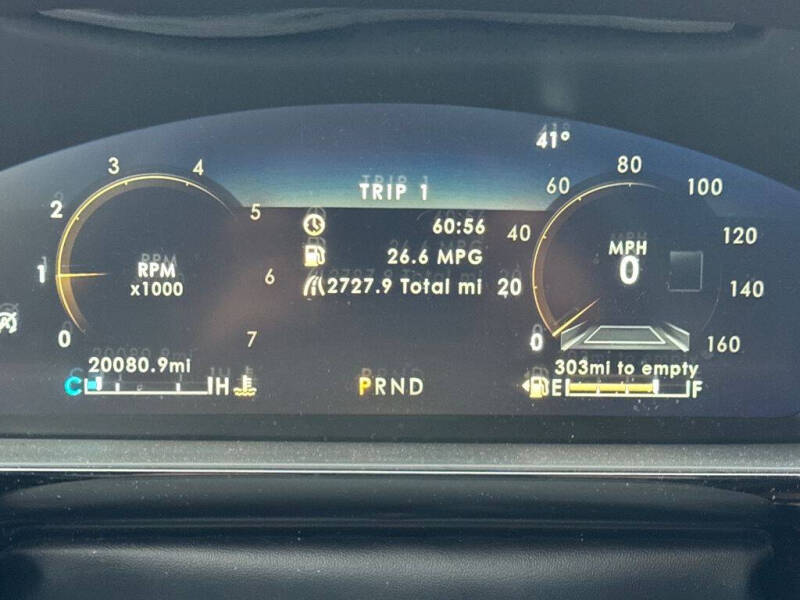 41°
TRIP 1
60:56
26.6 MPG
2727.9 Total mi
0 1 2 3 4 5 6 7
RPM
x1000
0 20 40 60 80 100 120 140 160
MPH
0
20080.9mi
C H
PRND
303mi to empty
E F